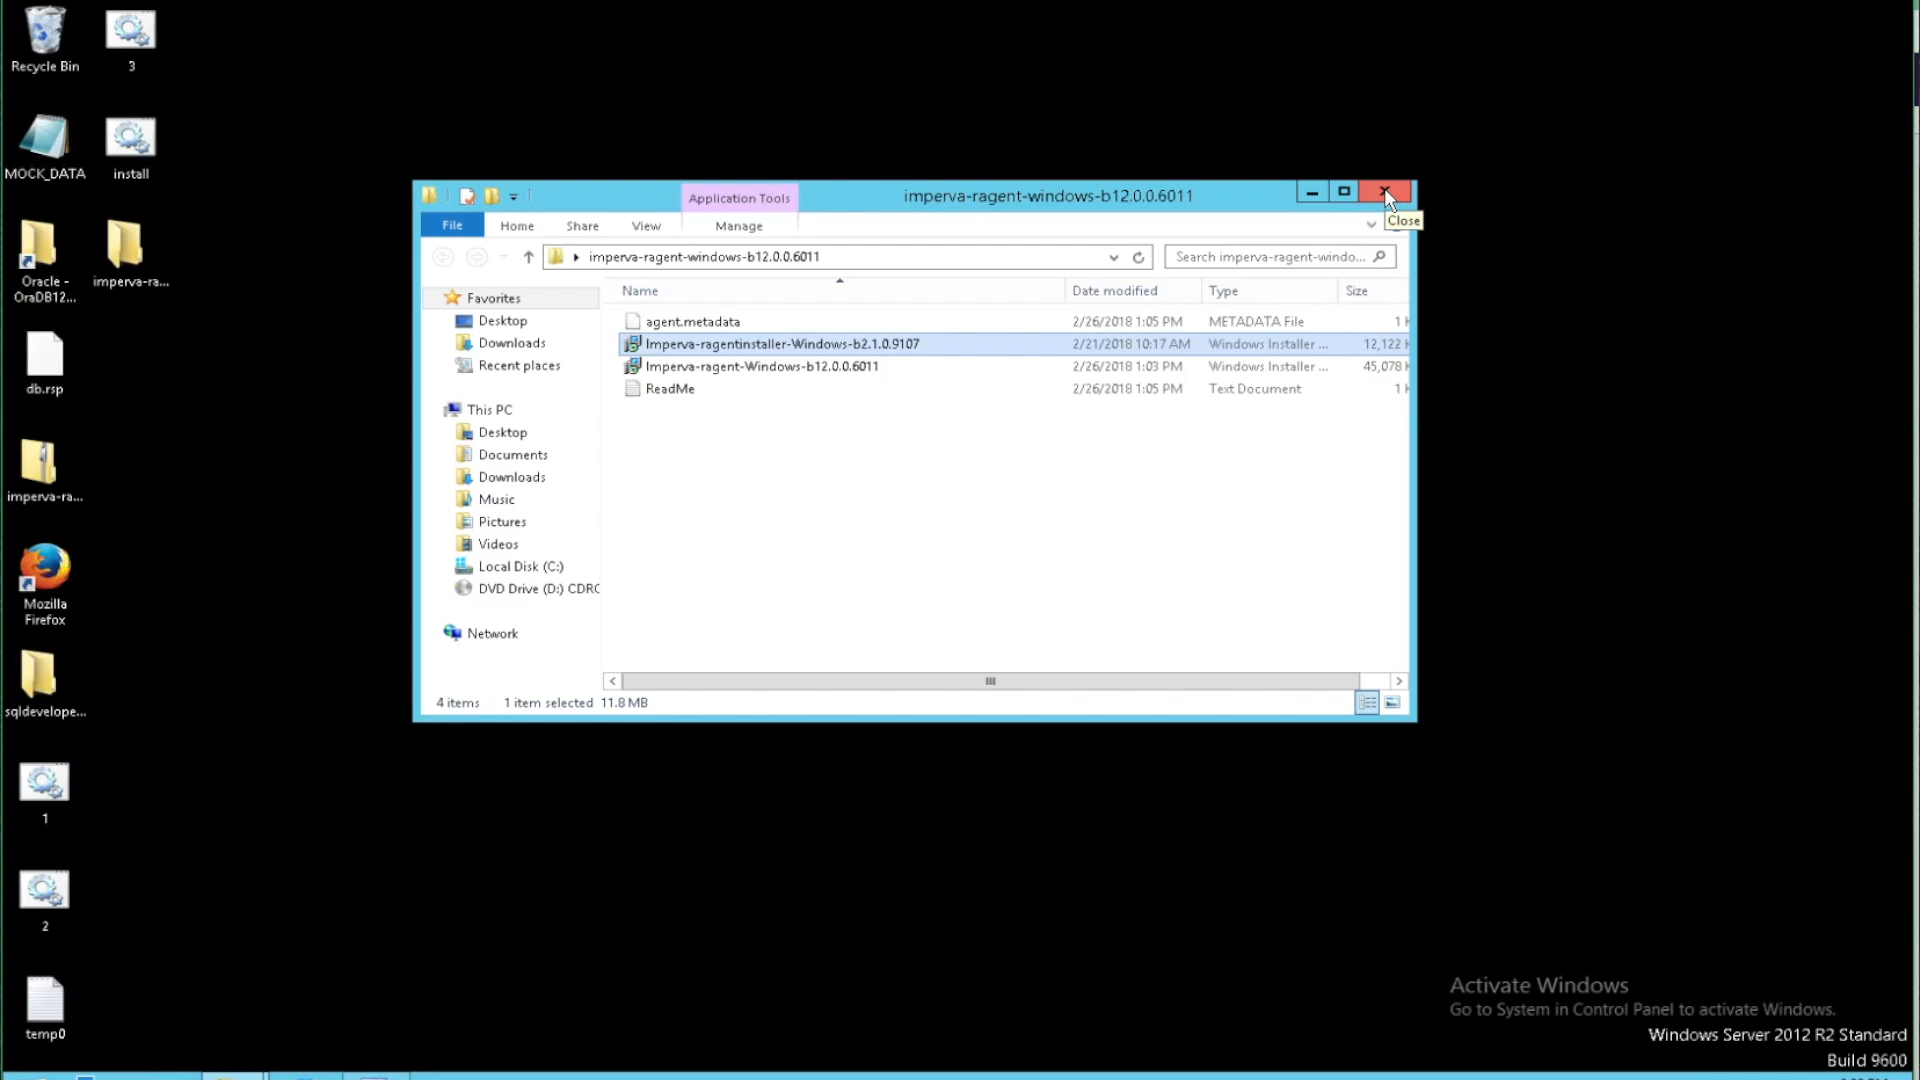 Recycle Bin
3
MOCK_DATA
install
Oracle -
OraDB12...
imperva-ra...
db.rsp
imperva-ra...
Mozilla
Firefox
sqldevelope...
1
2
temp0
Application Tools
imperva-ragent-windows-b12.0.0.6011
Close
File
Home
Share
View
Manage
imperva-ragent-windows-b12.0.0.6011
Search imperva-ragent-windo...
Name
Date modified
Type
Size
agent.metadata
2/26/2018 1:05 PM
METADATA File
1
Imperva-ragentinstaller-Windows-b2.1.0.9107
2/21/2018 10:17 AM
Windows Installer ...
12,122
Imperva-ragent-Windows-b12.0.0.6011
2/26/2018 1:03 PM
Windows Installer ...
45,078
ReadMe
2/26/2018 1:05 PM
Text Document
1
Favorites
Desktop
Downloads
Recent places
This PC
Desktop
Documents
Downloads
Music
Pictures
Videos
Local Disk (C:)
DVD Drive (D:) CDRO
Network
4 items
1 item selected 11.8 MB
Activate Windows
Go to System in Control Panel to activate Windows.
Windows Server 2012 R2 Standard
Build 9600